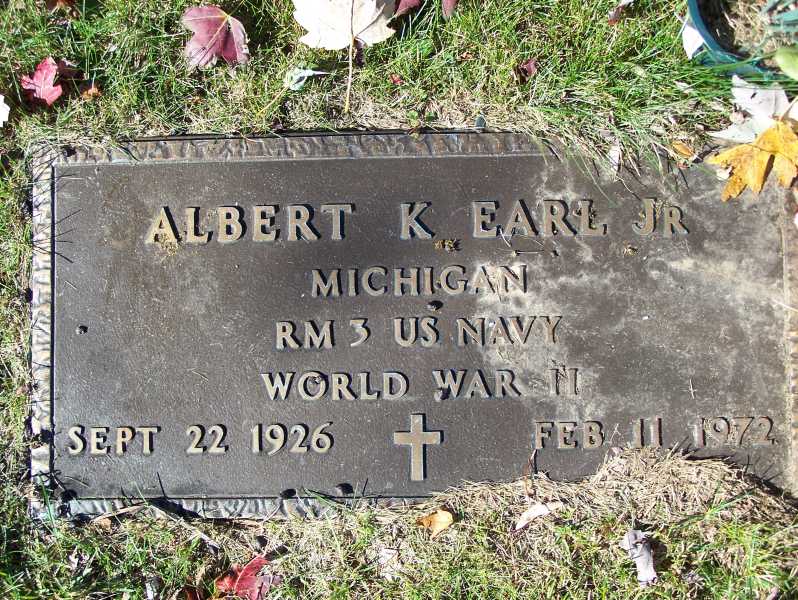 ALBERT K EARL JR
MICHIGAN
RM 3 US NAVY
WORLD WAR II
SEPT 22 1926 FEB 11 1972